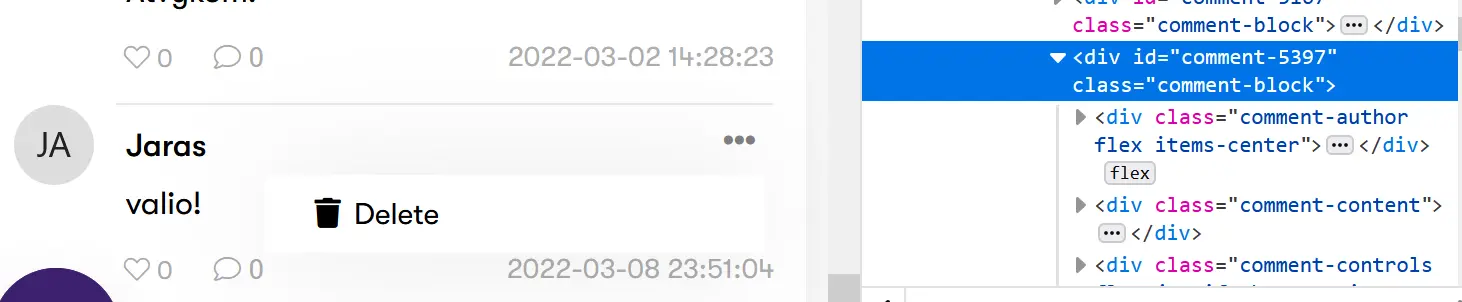 0 0 2022-03-02 14:28:23
JA Jaras •••
valio!
Delete
0 0 2022-03-08 23:51:04
class="comment-block"> ••• </div>
<div id="comment-5397"
class="comment-block">
<div class="comment-author
flex items-center"> ••• </div>
flex
<div class="comment-content">
••• </div>
<div class="comment-controls